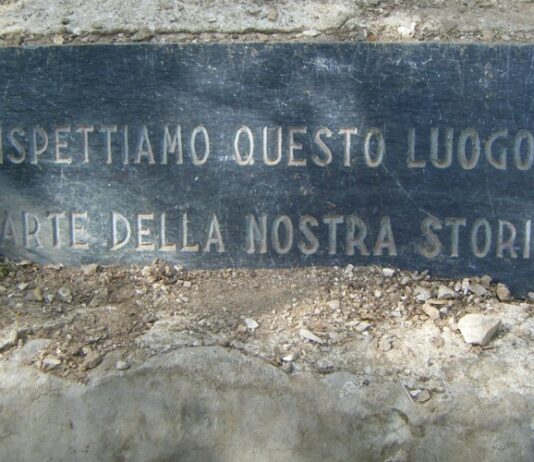 ISPETTIAMO QUESTO LUOGO
ARTE DELLA NOSTRA STORI